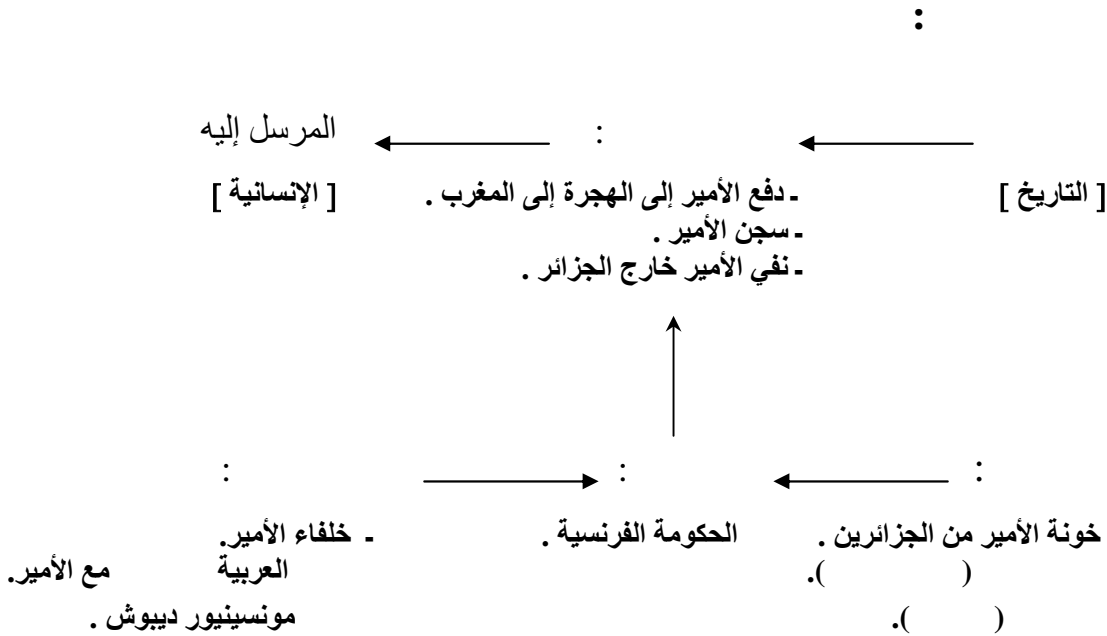 :
المرسل إليه :
[ التاريخ ] ـ دفع الأمير إلى الهجرة إلى المغرب . [ الإنسانية ]
ـ سجن الأمير .
ـ نفي الأمير خارج الجزائر .
: : :
خونة الأمير من الجزائرين . الحكومة الفرنسية . ـ خلفاء الأمير.
( ). العربية مع الأمير.
( ). مونسينيور ديبوش .